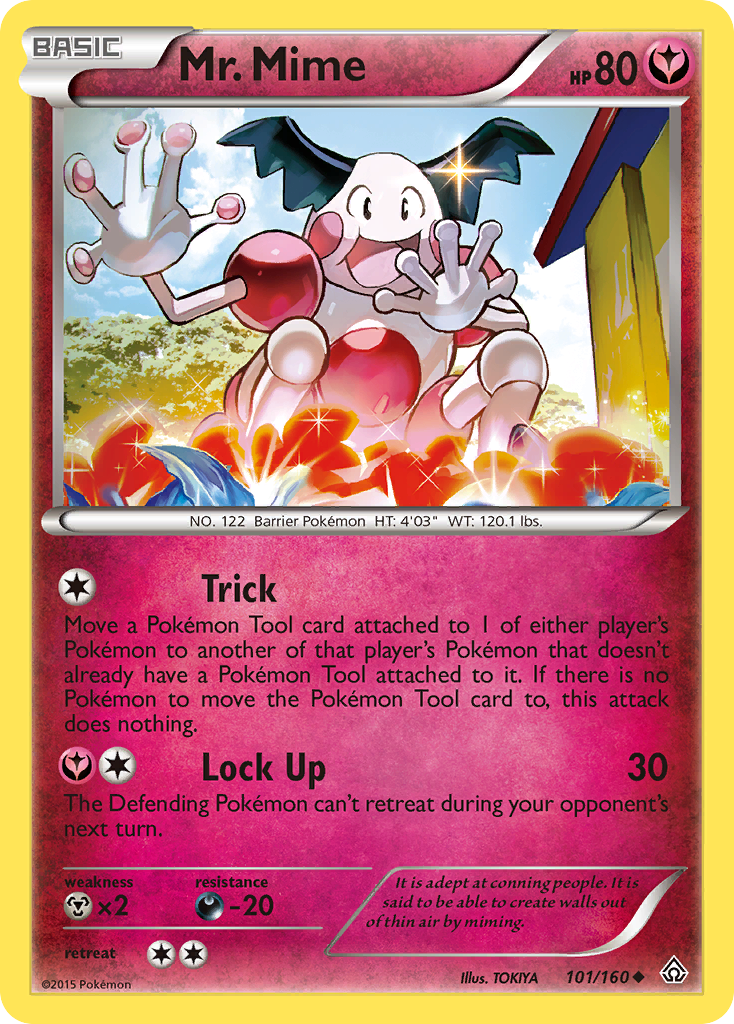 BASIC
Mr. Mime
HP 80
NO. 122 Barrier Pokémon HT: 4'03" WT: 120.1 lbs.
Trick
Move a Pokémon Tool card attached to 1 of either player's
Pokémon to another of that player's Pokémon that doesn't
already have a Pokémon Tool attached to it. If there is no
Pokémon to move the Pokémon Tool card to, this attack
does nothing.
Lock Up 30
The Defending Pokémon can't retreat during your opponent's
next turn.
weakness resistance
×2 -20
It is adept at conning people. It is
said to be able to create walls out
of thin air by miming.
retreat
©2015 Pokémon
Illus. TOKIYA 101/160